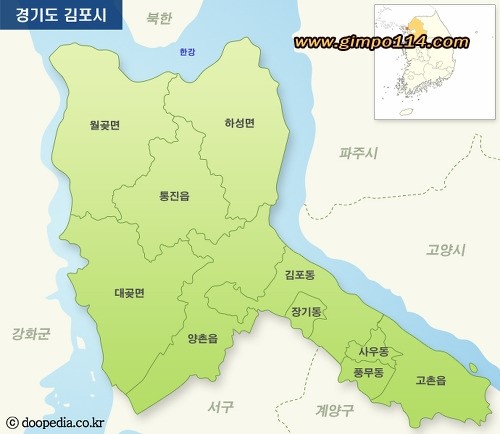 경기도 김포시
북한
한강
www.gimpo114.com
월곶면
하성면
파주시
통진읍
고양시
김포동
대곶면
장기동
강화군
양촌읍
사우동
풍무동
고촌읍
서구
계양구
© doopedia.co.kr